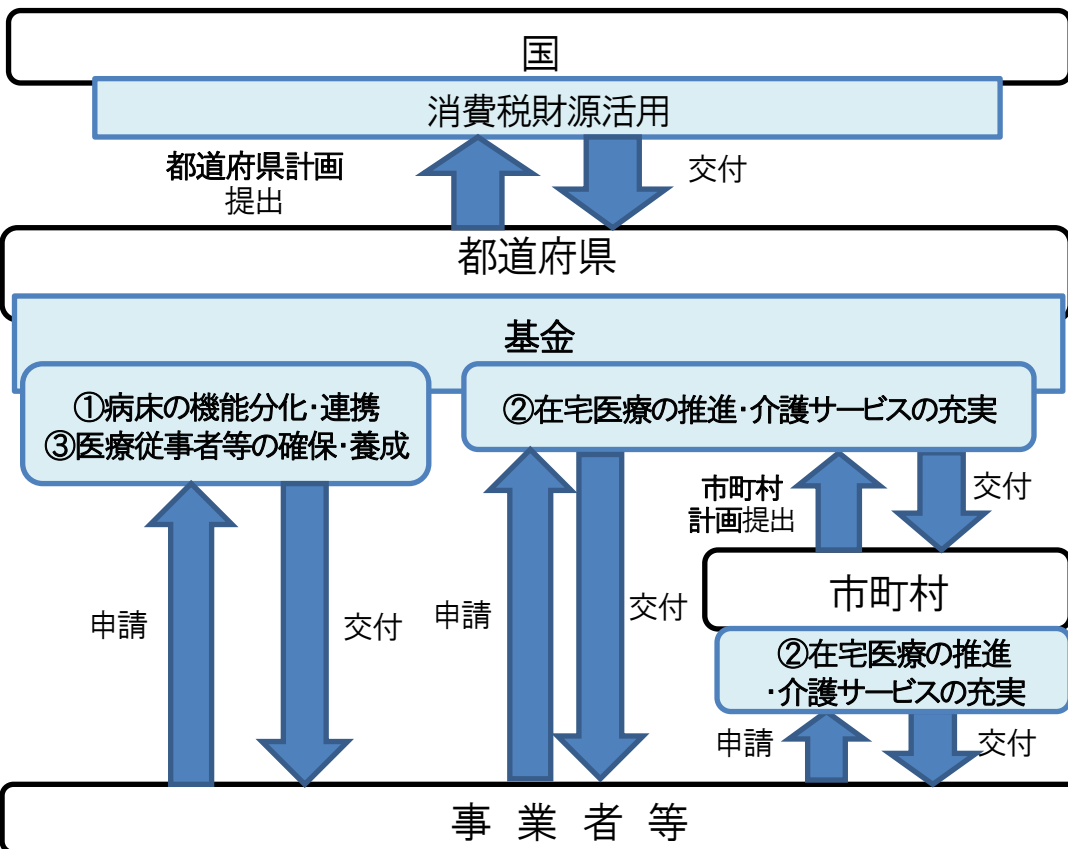 国
消費税財源活用
都道府県計画
提出
交付
都道府県
基金
①病床の機能分化・連携
③医療従事者等の確保・養成
②在宅医療の推進・介護サービスの充実
市町村
計画提出
交付
市町村
②在宅医療の推進
・介護サービスの充実
申請
交付
申請
交付
申請
交付
事業者等